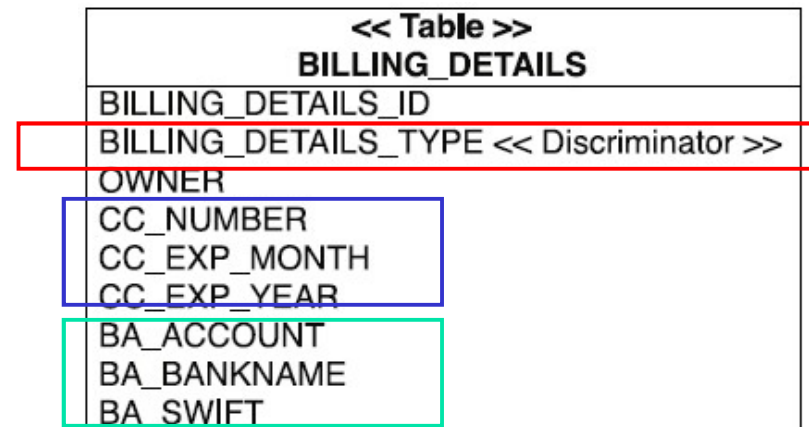 << Table >>
BILLING_DETAILS
BILLING_DETAILS_ID
BILLING_DETAILS_TYPE << Discriminator >>
OWNER
CC_NUMBER
CC_EXP_MONTH
CC_EXP_YEAR
BA_ACCOUNT
BA_BANKNAME
BA_SWIFT